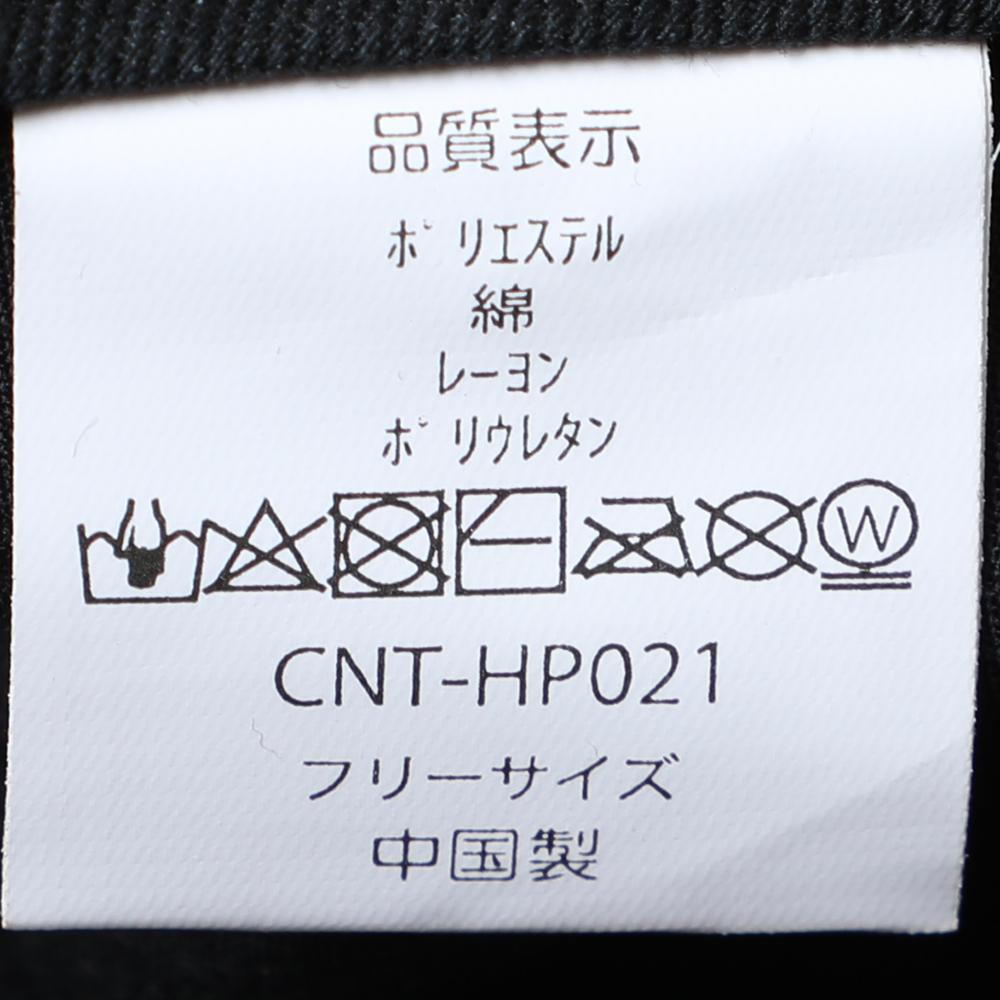 品質表示
ポリエステル
綿
レーヨン
ポリウレタン
W
CNT-HP021
フリーサイズ
中国製